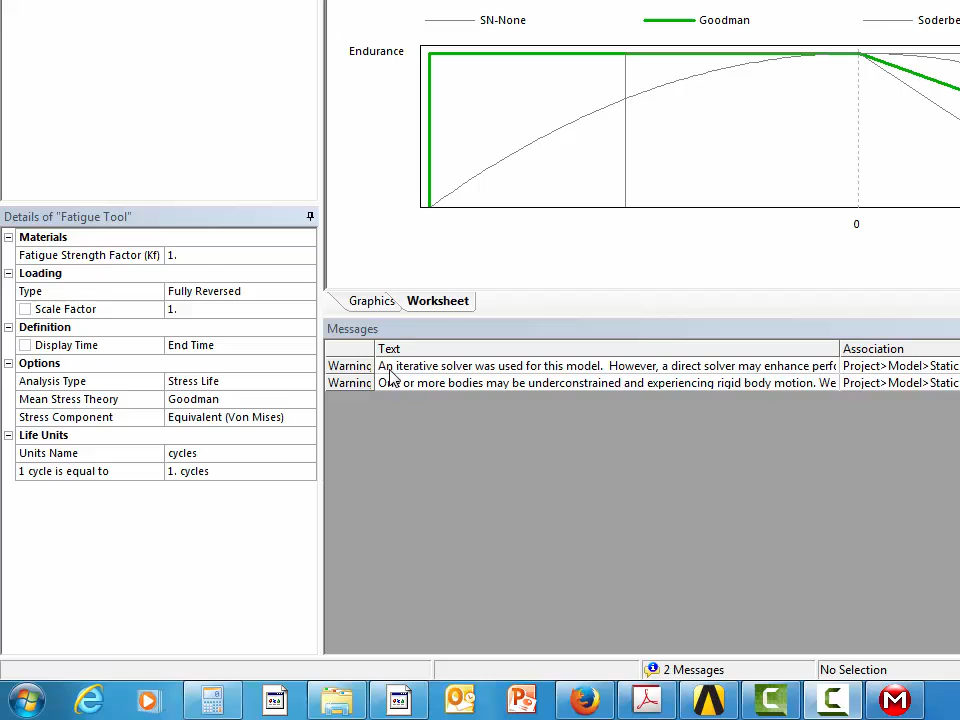 SN-None Goodman Soderbe
Endurance
0
Details of "Fatigue Tool"
Materials
Fatigue Strength Factor (Kf) 1.
Loading
Type Fully Reversed
Scale Factor 1.
Definition
Display Time End Time
Options
Analysis Type Stress Life
Mean Stress Theory Goodman
Stress Component Equivalent (Von Mises)
Life Units
Units Name cycles
1 cycle is equal to 1. cycles
Graphics Worksheet
Messages
Text Association
Warning An iterative solver was used for this model. However, a direct solver may enhance perfo Project>Model>Static
Warning One or more bodies may be underconstrained and experiencing rigid body motion. We Project>Model>Static
2 Messages No Selection